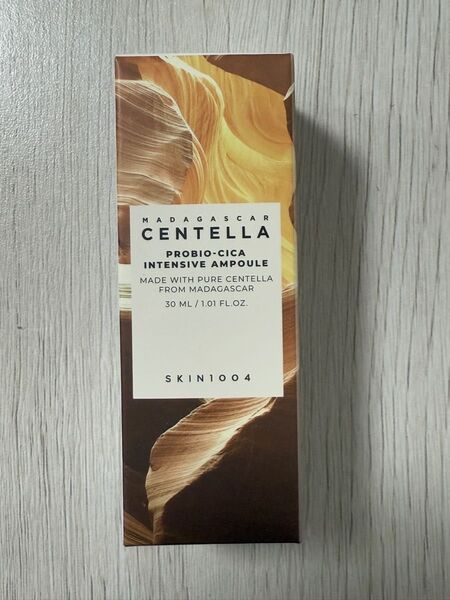 MADAGASCAR
CENTELLA
PROBIO-CICA
INTENSIVE AMPOULE
MADE WITH PURE CENTELLA
FROM MADAGASCAR
30 ML / 1.01 FL.OZ.
SKIN1004